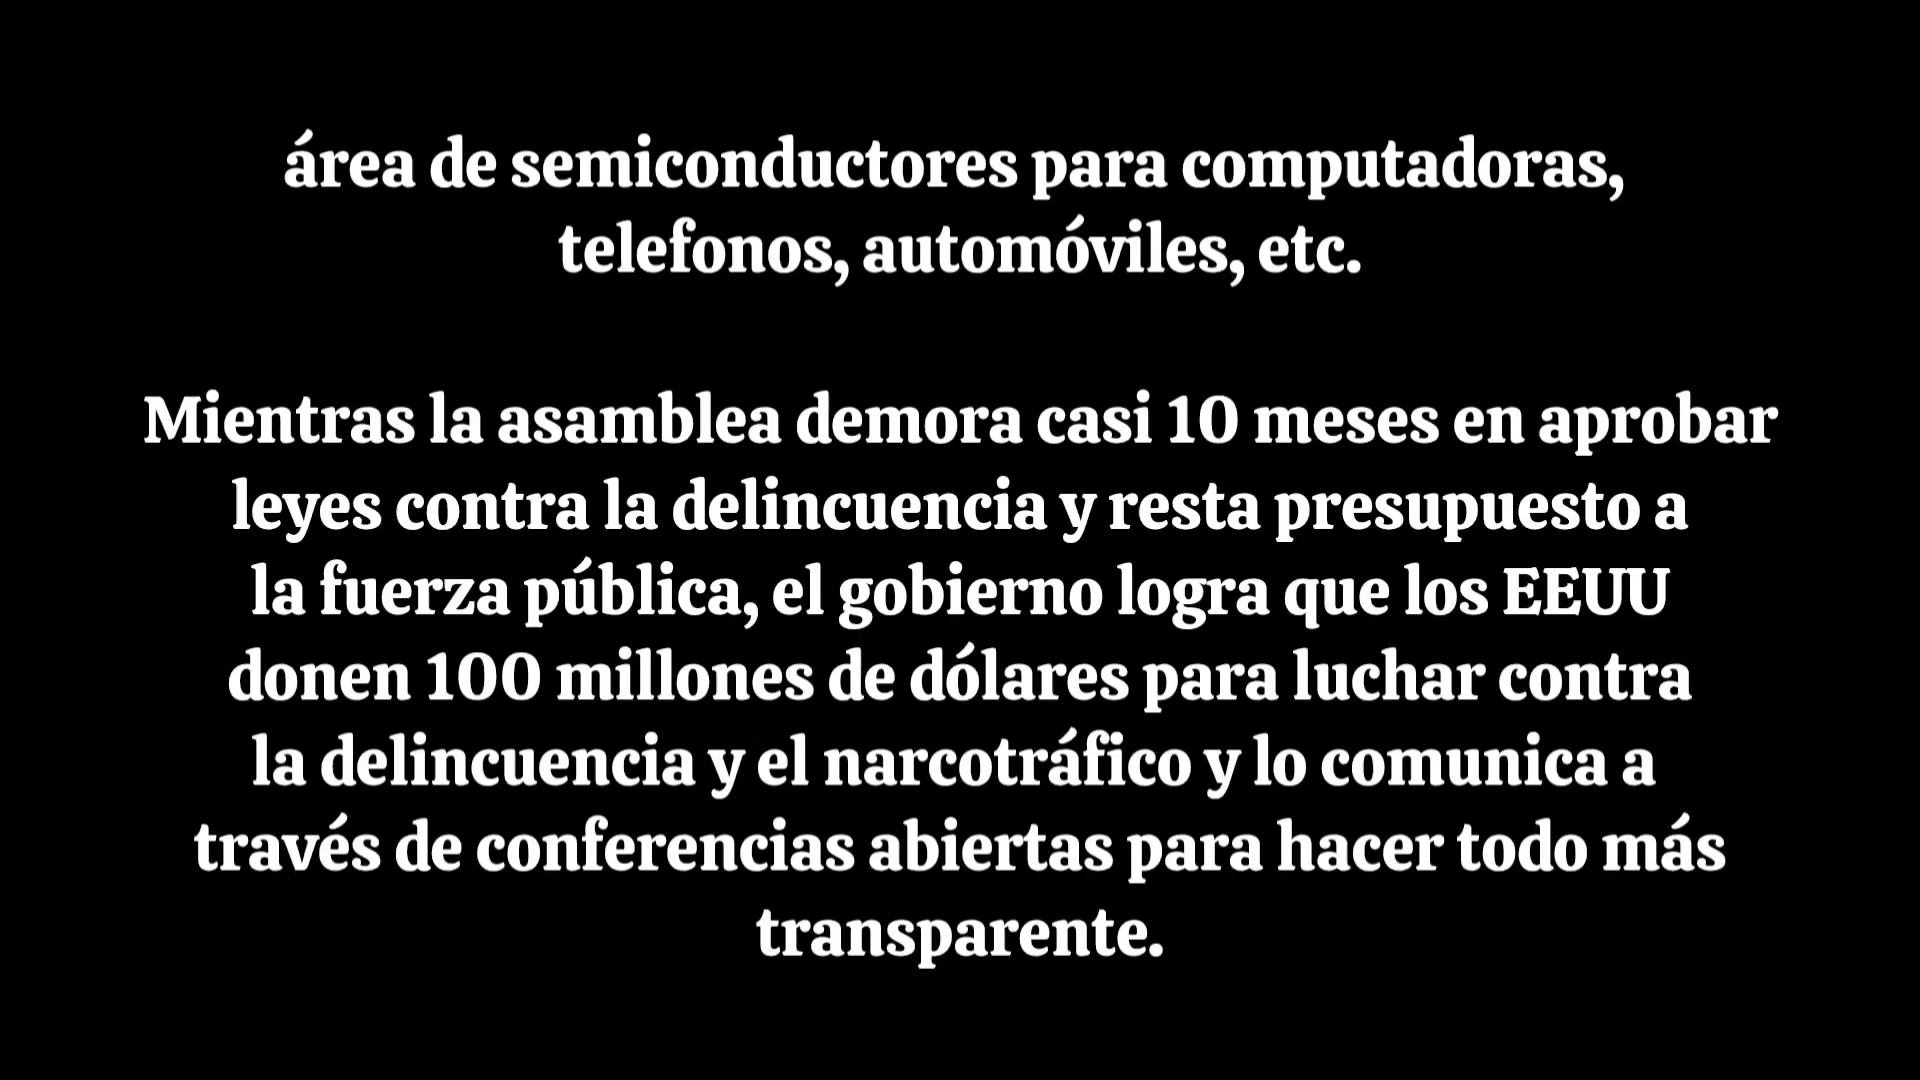 área de semiconductores para computadoras,
telefonos, automóviles, etc.
Mientras la asamblea demora casi 10 meses en aprobar
leyes contra la delincuencia y resta presupuesto a
la fuerza pública, el gobierno logra que los EEUU
donen 100 millones de dólares para luchar contra
la delincuencia y el narcotráfico y lo comunica a
través de conferencias abiertas para hacer todo más
transparente.